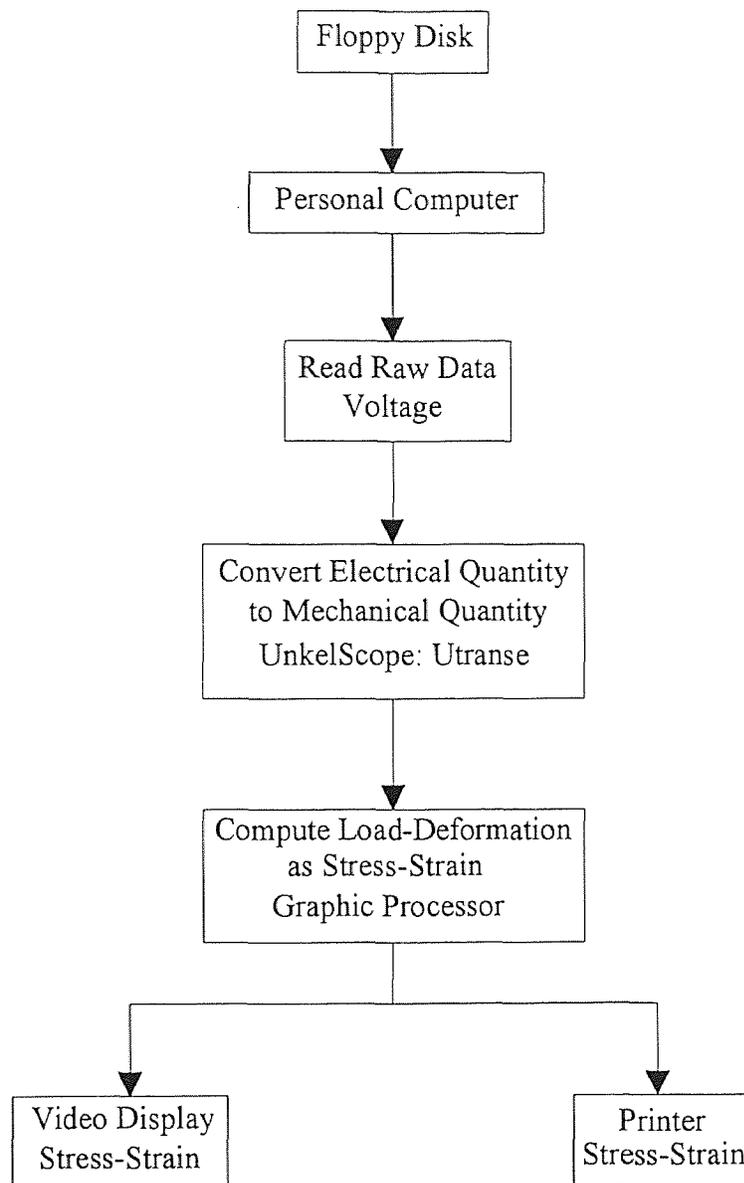 Floppy Disk
Personal Computer
Read Raw Data
Voltage
Convert Electrical Quantity
to Mechanical Quantity
UnkelScope: Utranse
Compute Load-Deformation
as Stress-Strain
Graphic Processor
Video Display
Stress-Strain
Printer
Stress-Strain